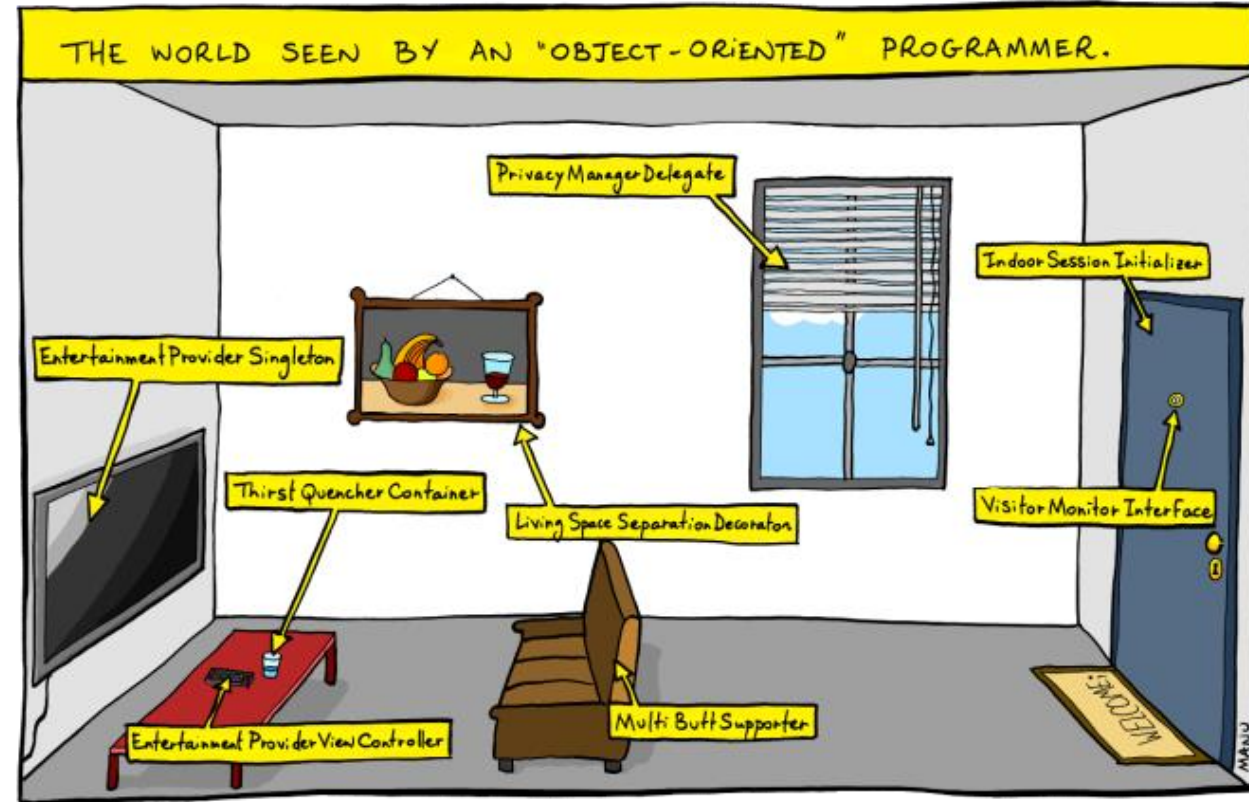 THE WORLD SEEN BY AN "OBJECT-ORIENTED" PROGRAMMER.
Privacy Manager Delegate
Indoor Session Initializer
Entertainment Provider Singleton
Thirst Quencher Container
Living Space Separation Decorator
Visitor Monitor Interface
Entertainment Provider View Controller
Multi Butt Supporter
WELCOME.
MANU